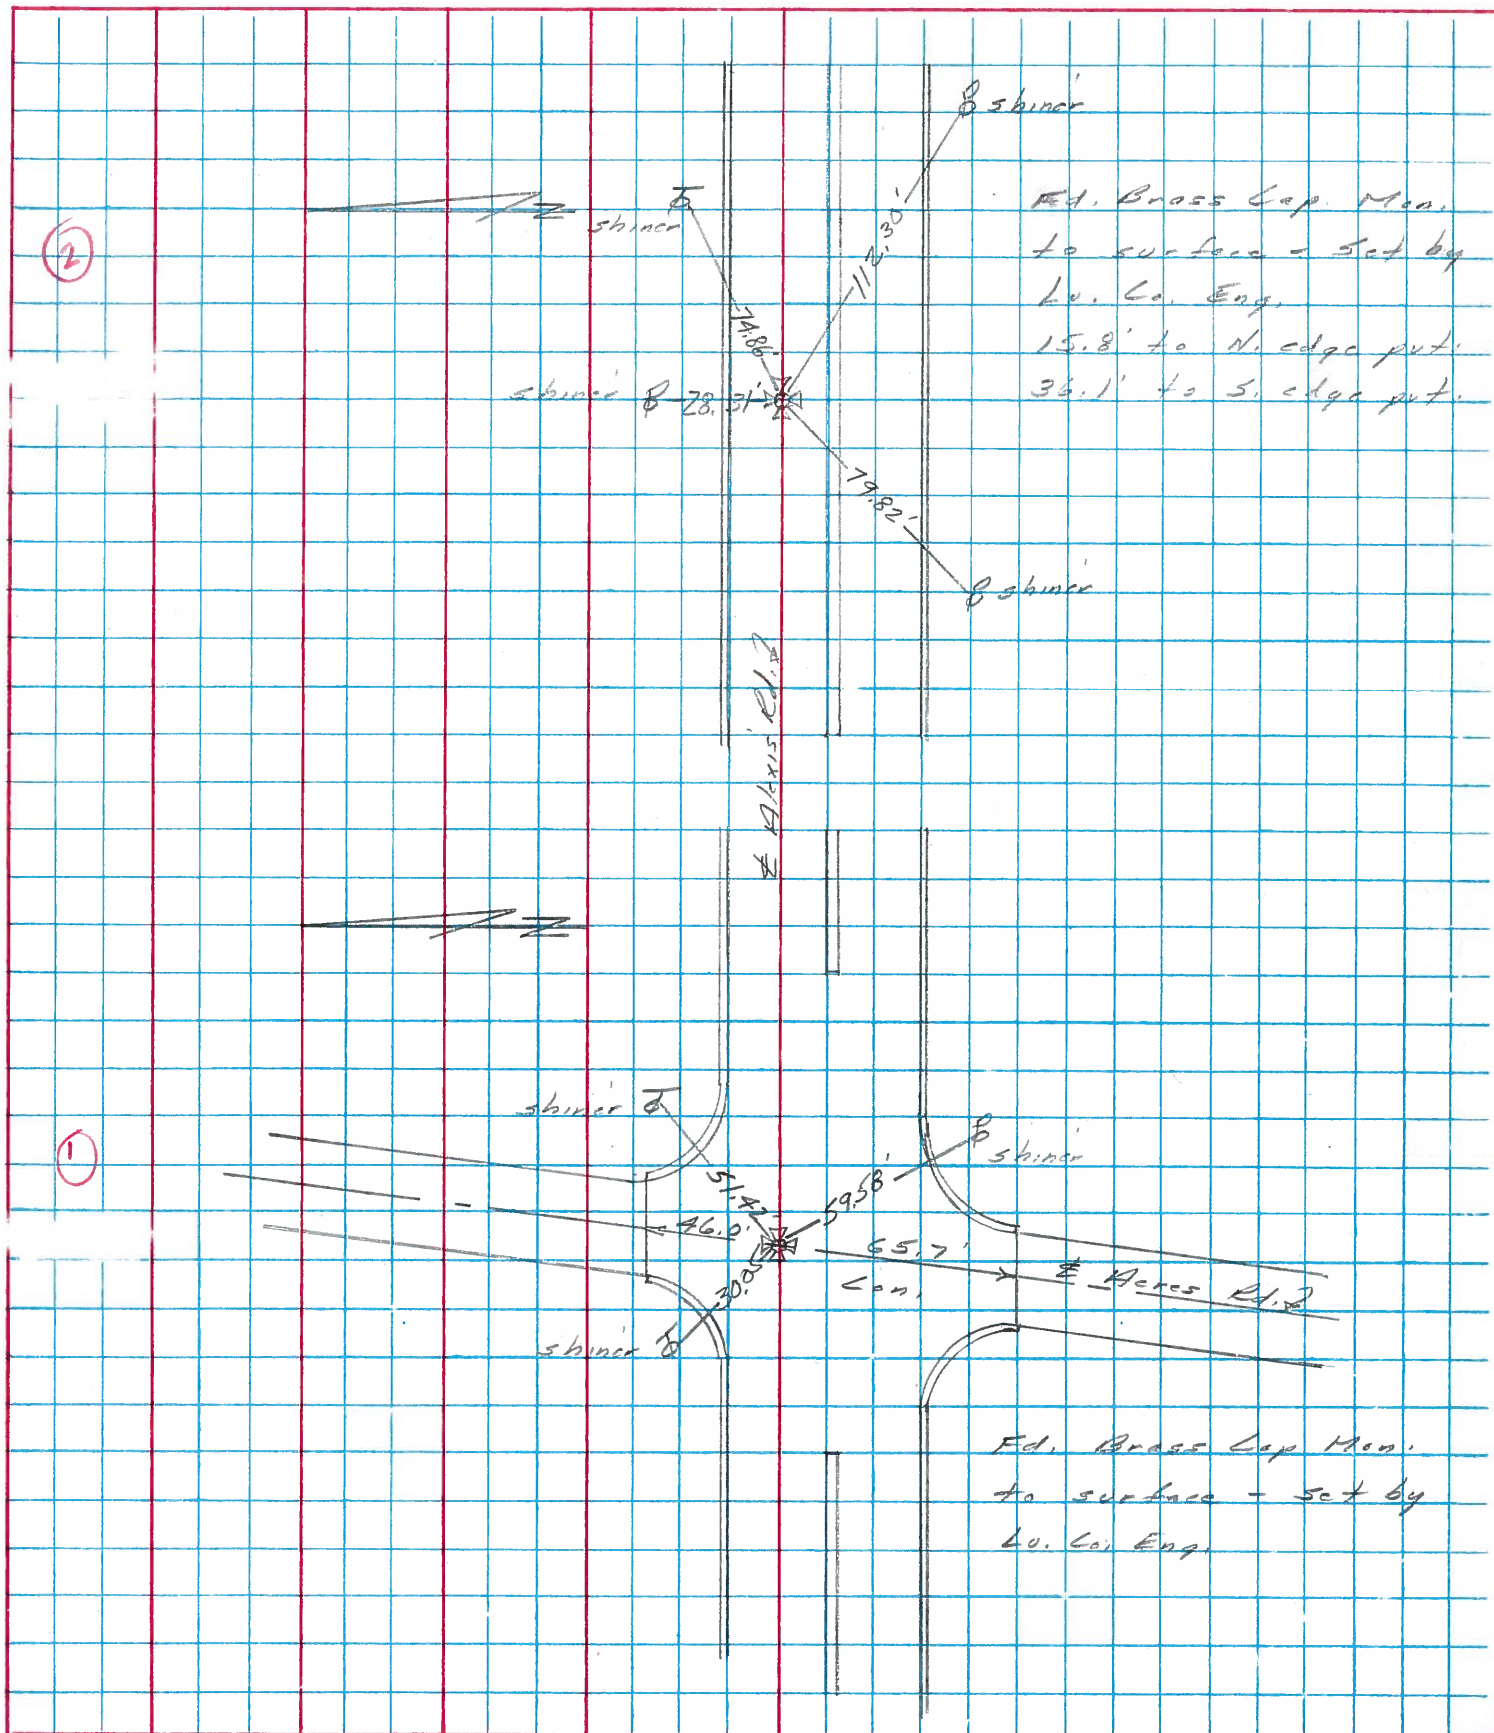 shiner
Fd. Brass Cap. Mon.
to surface - set by
Lu. Co. Eng.
15.8' to N. edge pvt.
36.1' to S. edge pvt.
2
N
shiner
112.30'
74.86'
shiner 28.31'
79.82'
shiner
℄ Alexis Rd.
N
1
shiner
shiner
51.42'
59.58'
46.0'
65.7'
Con.
℄ Acres Rd.
30.05'
shiner
Fd. Brass Cap Mon.
to surface - set by
Lu. Co. Eng.